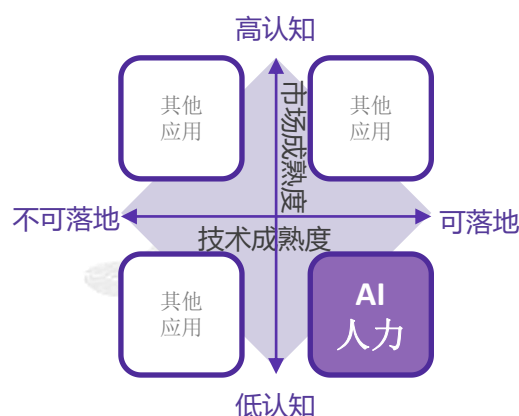 高认知
其他
应用
市场成熟度
其他
应用
不可落地
技术成熟度
可落地
其他
应用
AI
人力
低认知